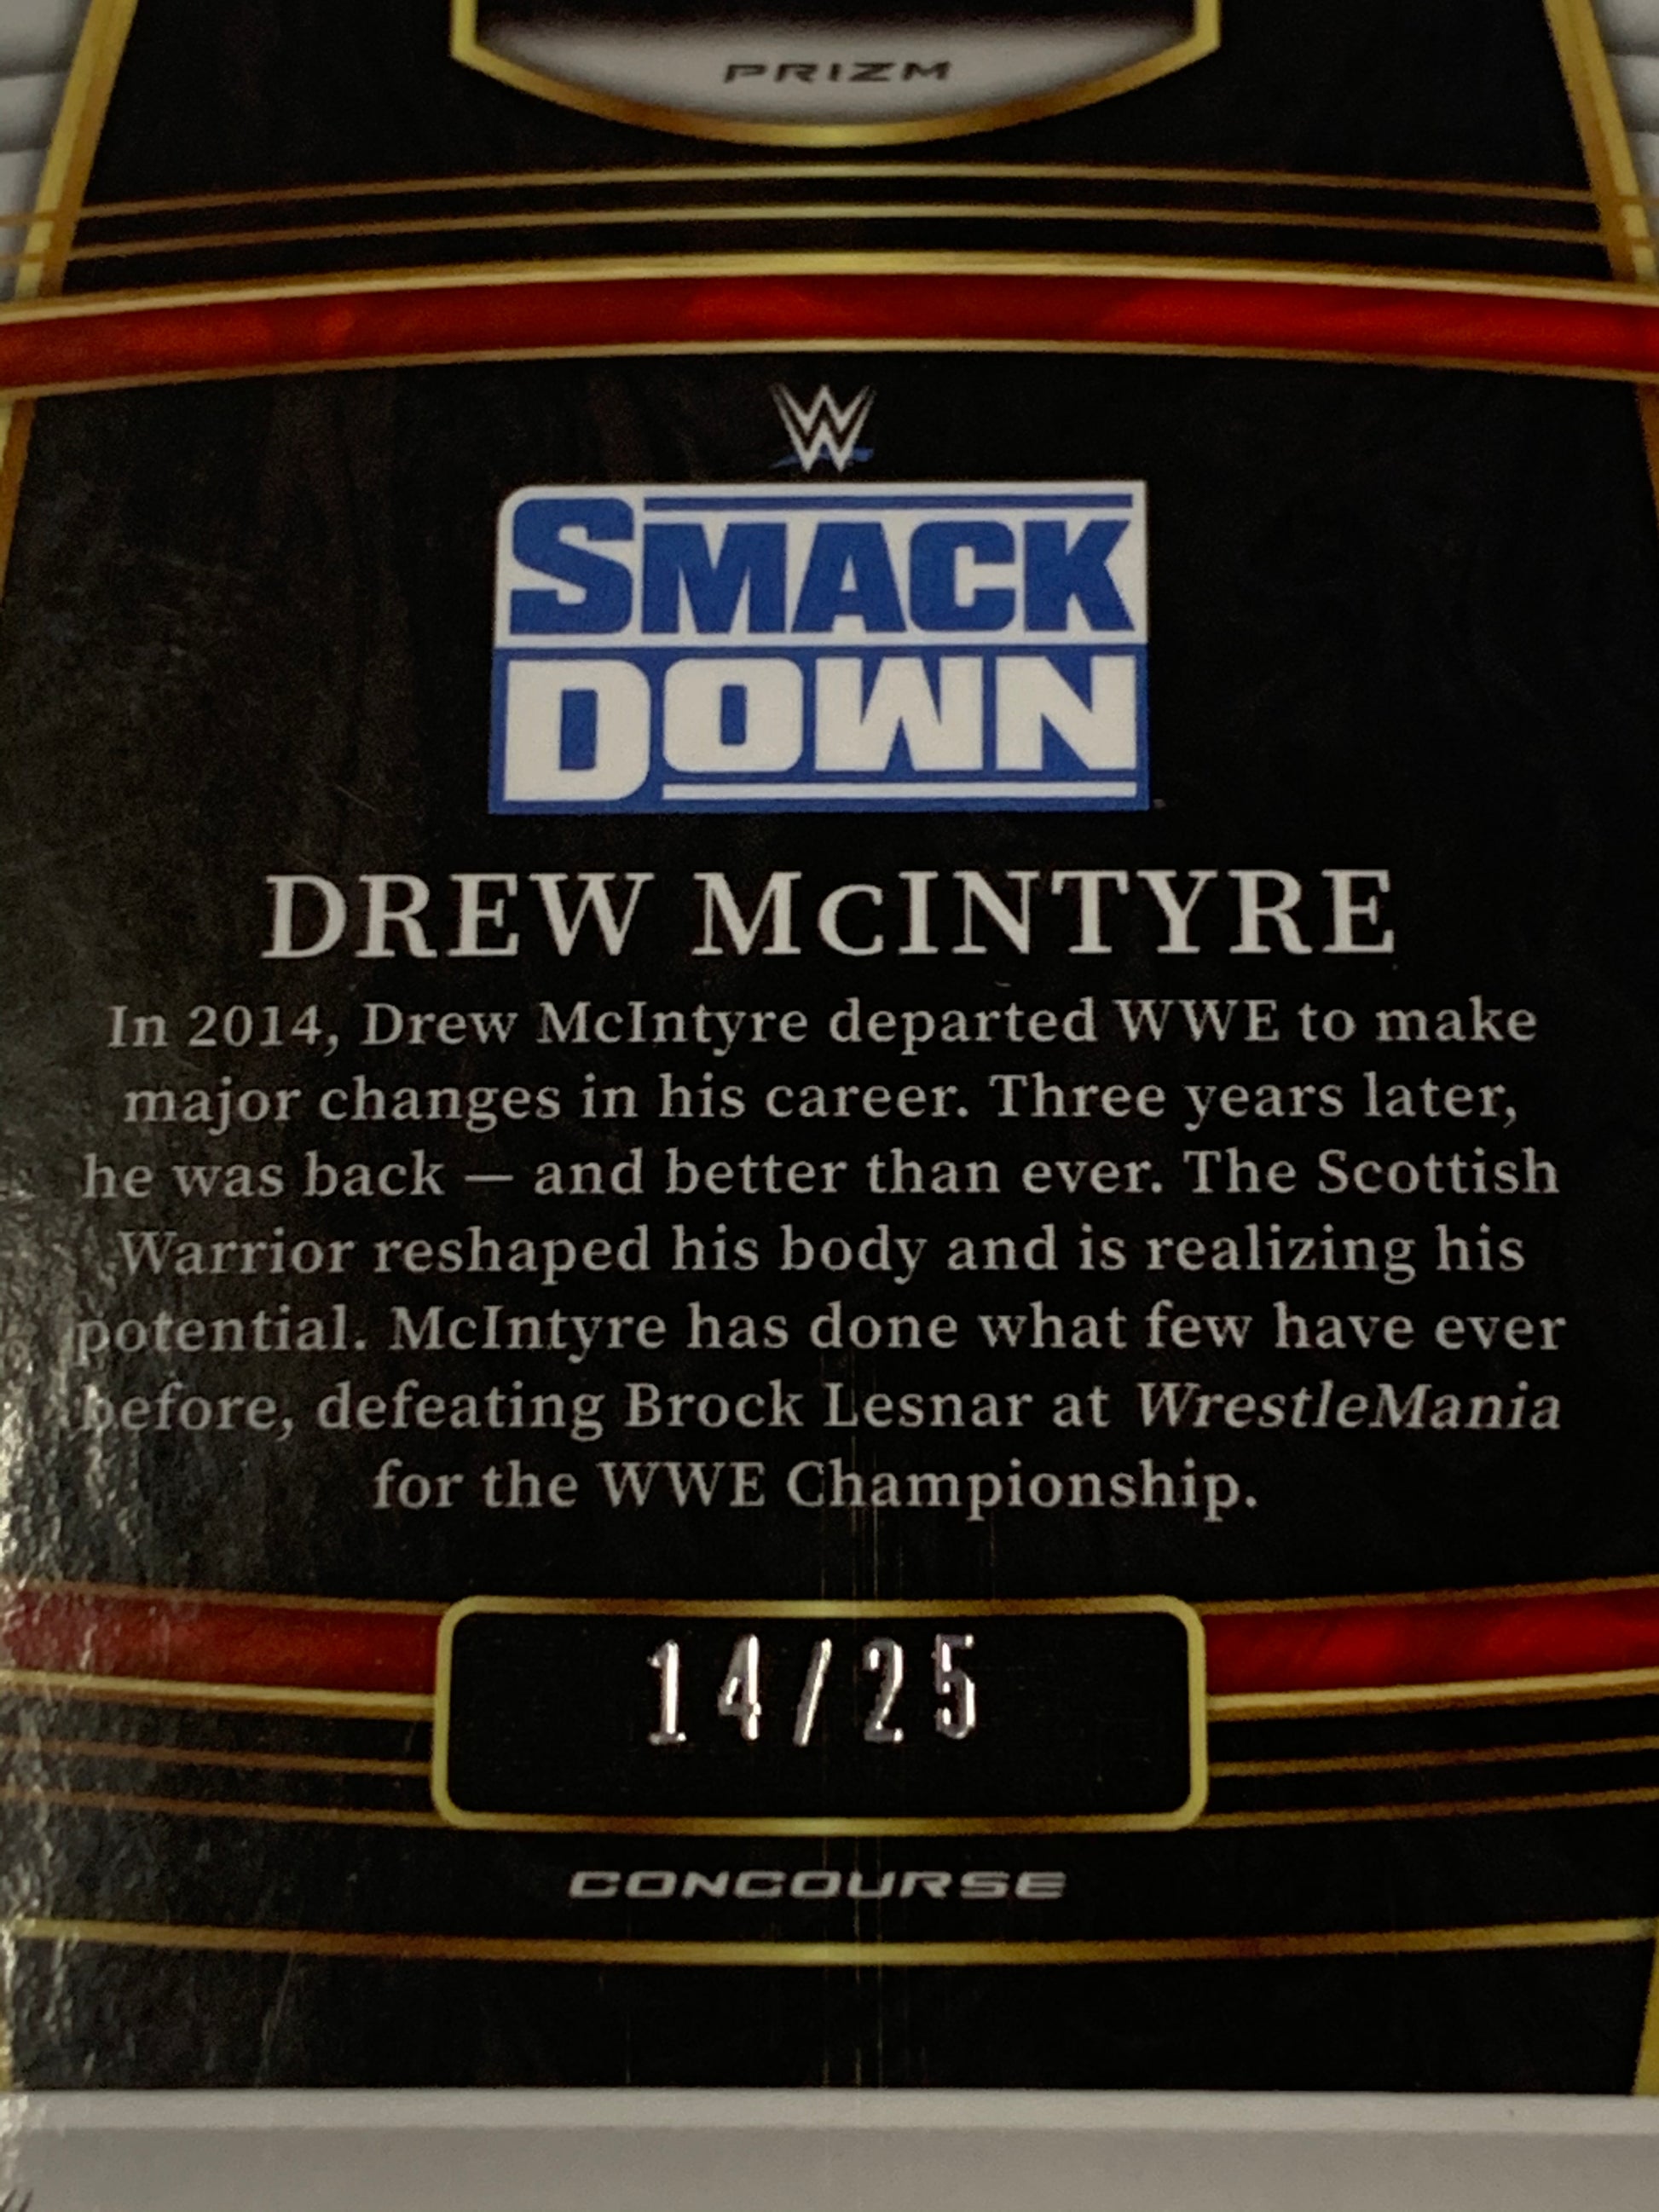 PRIZM
W
SMACK
DOWN
DREW McINTYRE
In 2014, Drew McIntyre departed WWE to make
major changes in his career. Three years later,
he was back — and better than ever. The Scottish
Warrior reshaped his body and is realizing his
potential. McIntyre has done what few have ever
before, defeating Brock Lesnar at WrestleMania
for the WWE Championship.
14/25
CONCOURSE